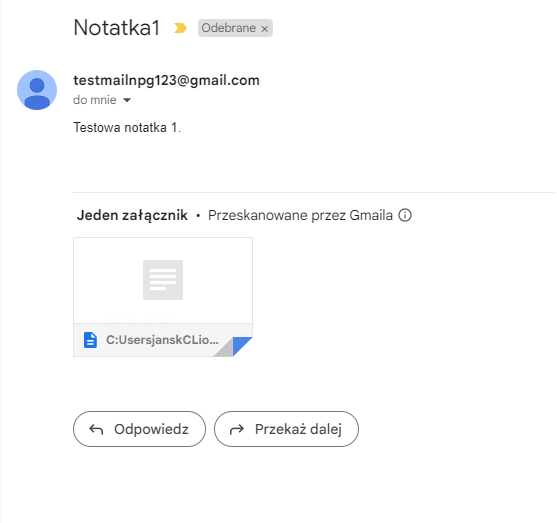 Notatka1 Odebrane ×
testmailnpg123@gmail.com
do mnie
Testowa notatka 1.
Jeden załącznik • Przeskanowane przez Gmaila
C:UsersjanskCLio...
Odpowiedz Przekaż dalej